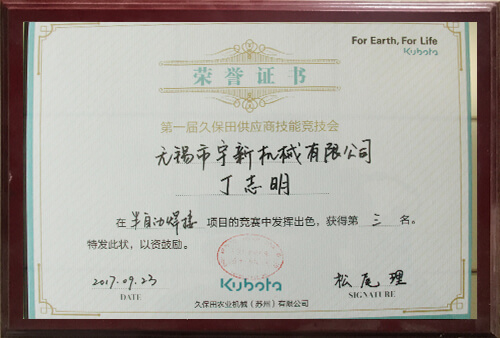 For Earth, For Life
Kubota
荣誉证书
第一届久保田供应商技能竞技会
无锡市宇新机械有限公司
丁志明
在 半自动焊接 项目的竞赛中发挥出色，获得第 三 名。
特发此状，以资鼓励。
2017.09.23
DATE
Kubota
久保田农业机械（苏州）有限公司
松尾 理
SIGNATURE